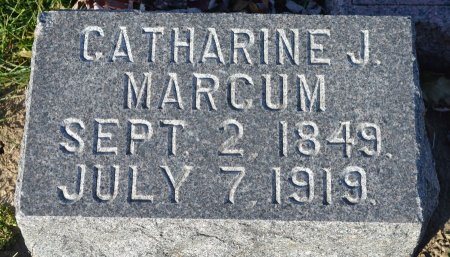 CATHARINE J.
MARCUM
SEPT. 2, 1849.
JULY 7, 1919.